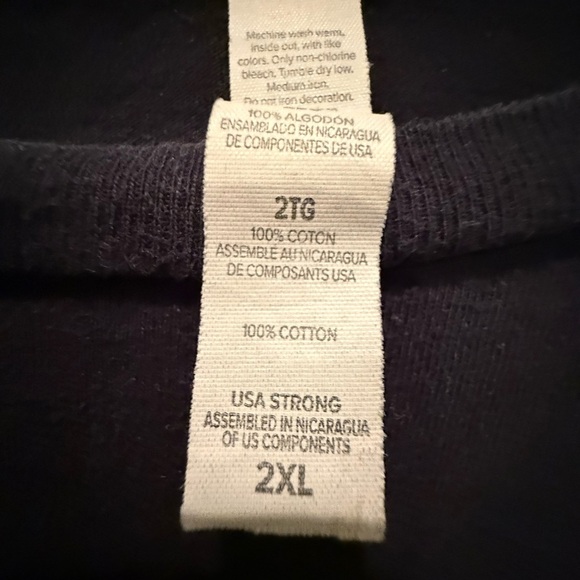 Machine wash warm,
inside out, with like
colors. Only non-chlorine
bleach. Tumble dry low.
Medium iron.
Do not iron decoration.
100% ALGODÓN
ENSAMBLADO EN NICARAGUA
DE COMPONENTES DE USA
2TG
100% COTON
ASSEMBLE AU NICARAGUA
DE COMPOSANTS USA
100% COTTON
USA STRONG
ASSEMBLED IN NICARAGUA
OF US COMPONENTS
2XL